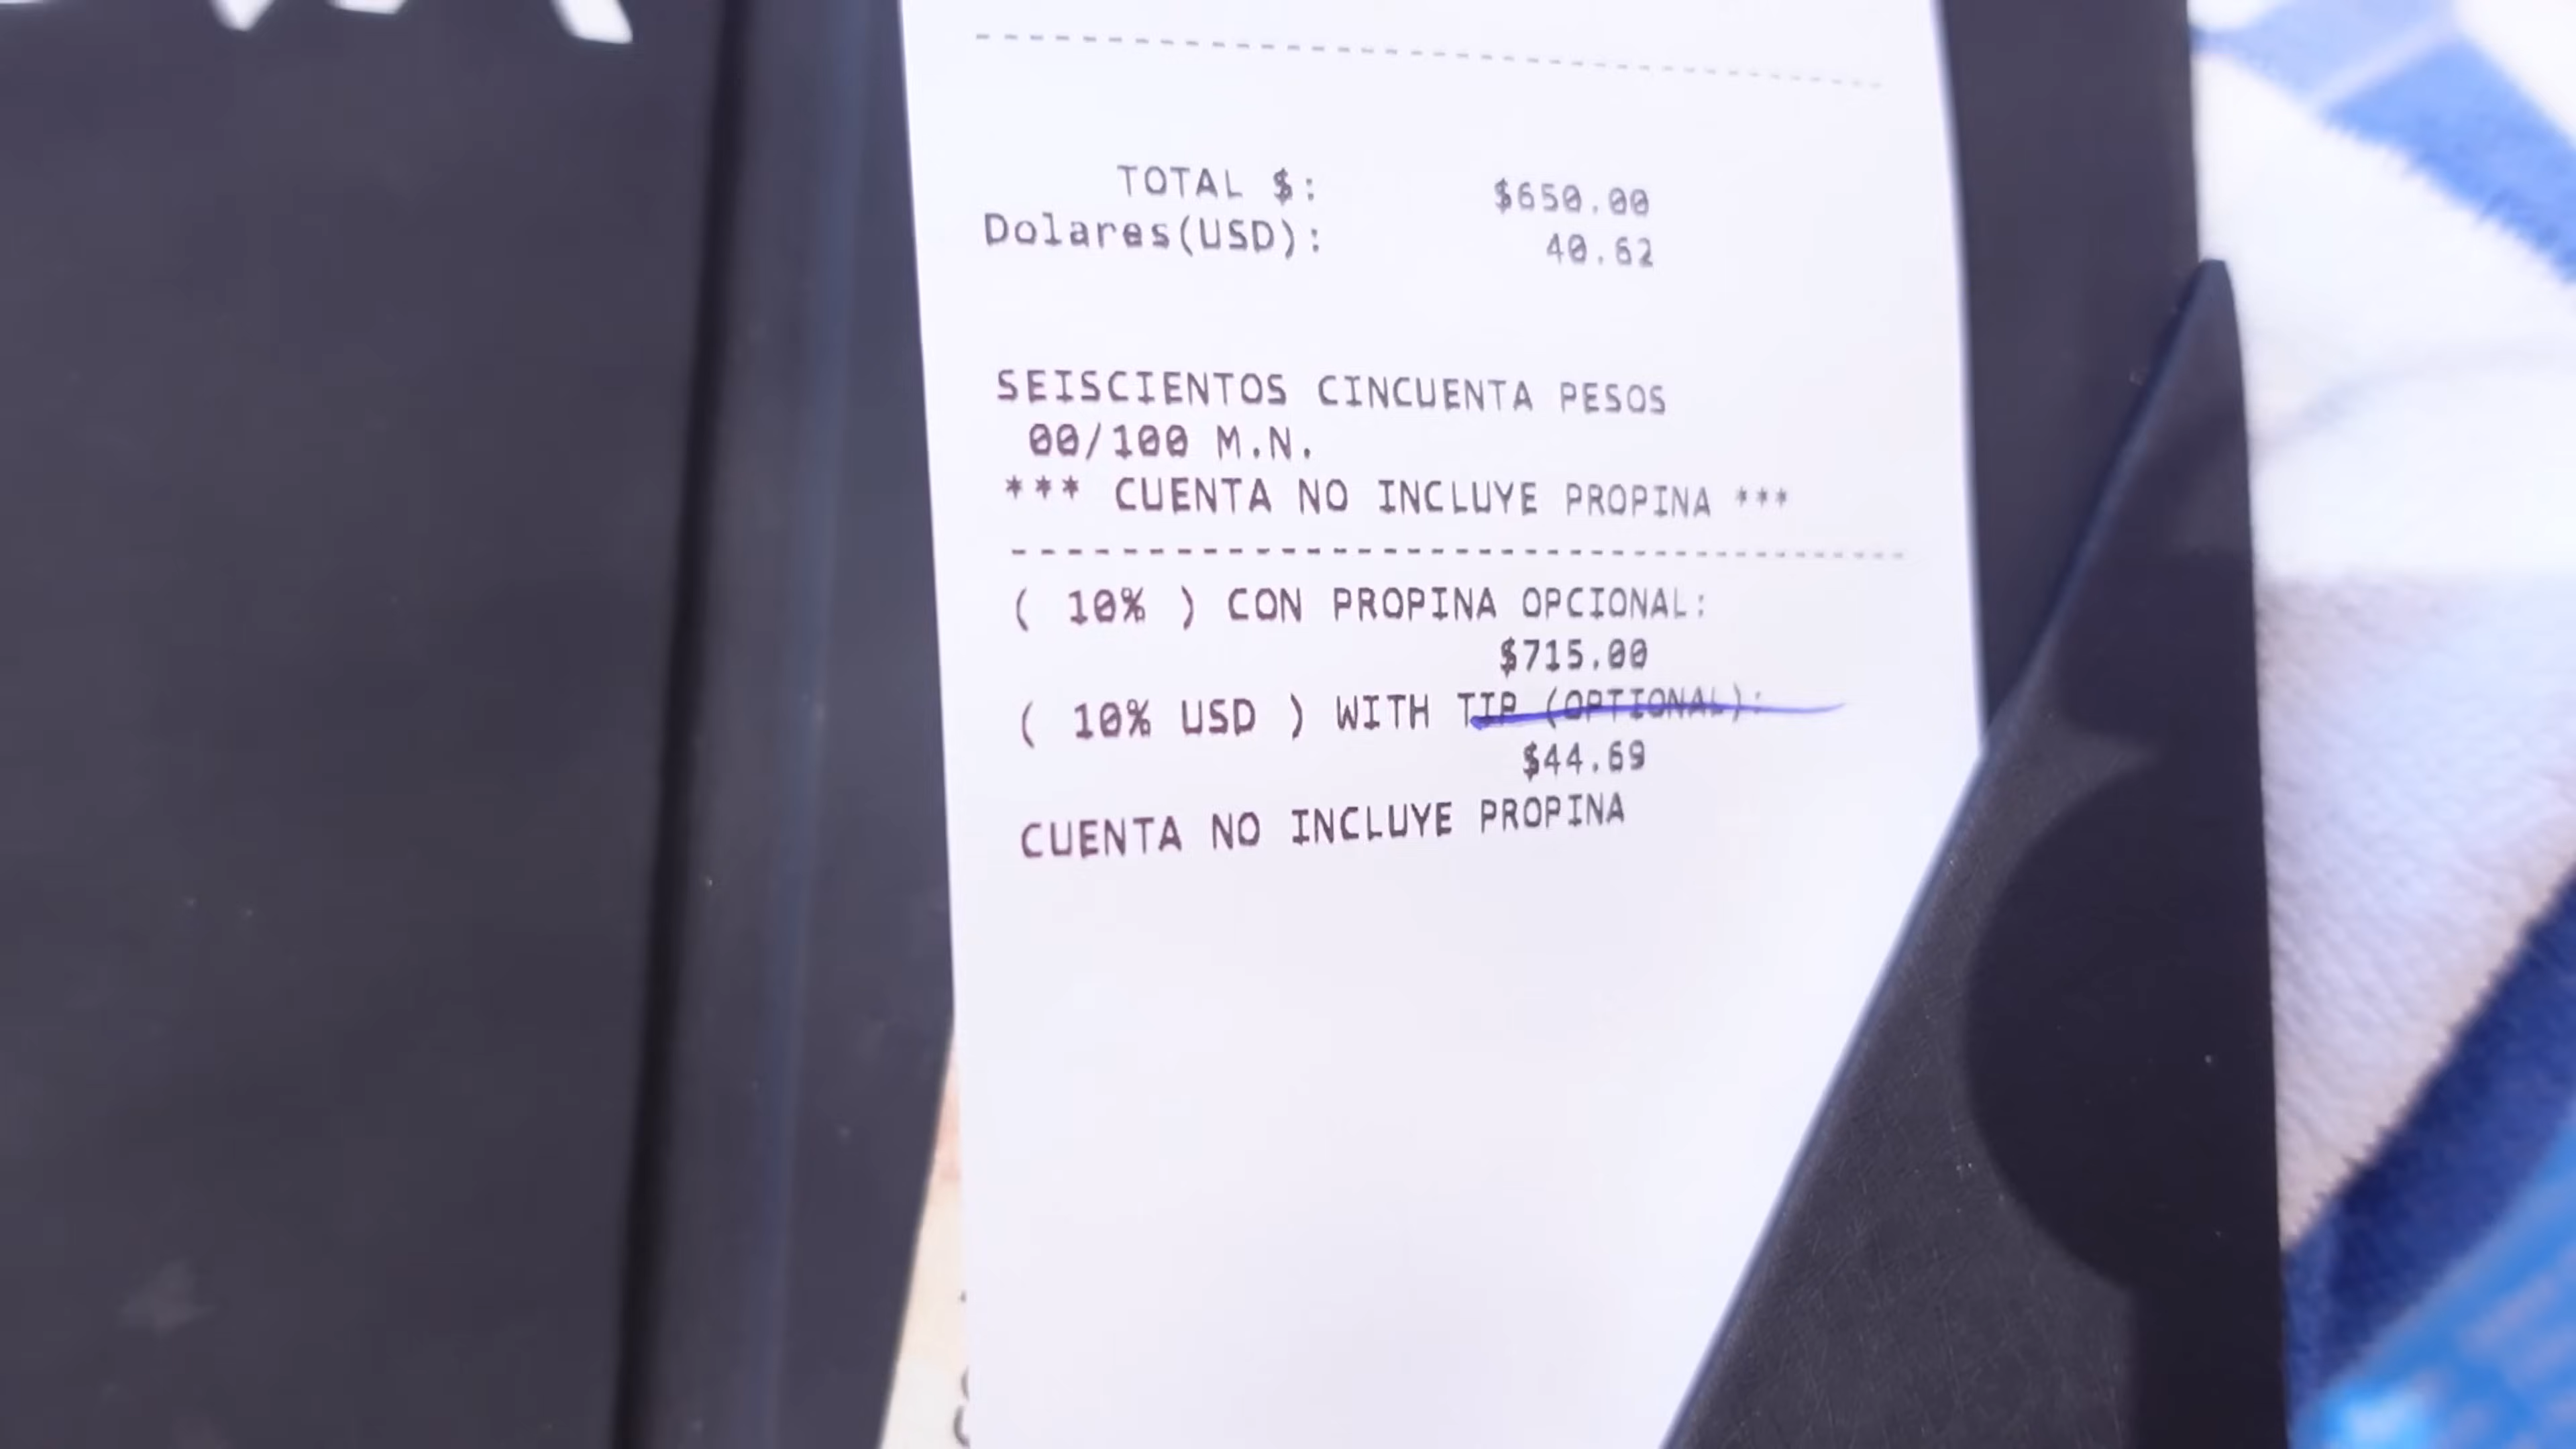 TOTAL $: $650.00
Dolares(USD): 40.62
SEISCIENTOS CINCUENTA PESOS
00/100 M.N.
*** CUENTA NO INCLUYE PROPINA ***
( 10% ) CON PROPINA OPCIONAL:
$715.00
( 10% USD ) WITH TIP (OPTIONAL):
$44.69
CUENTA NO INCLUYE PROPINA